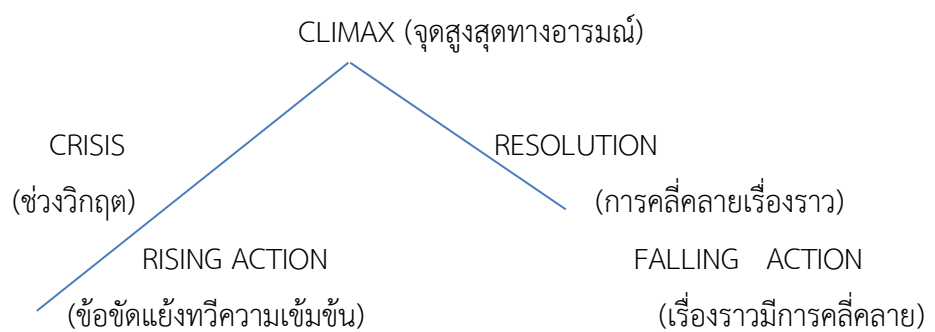 CLIMAX (จุดสูงสุดทางอารมณ์)
CRISIS RESOLUTION
(ช่วงวิกฤต) (การคลี่คลายเรื่องราว)
RISING ACTION FALLING ACTION
(ข้อขัดแย้งทวีความเข้มข้น) (เรื่องราวมีการคลี่คลาย)